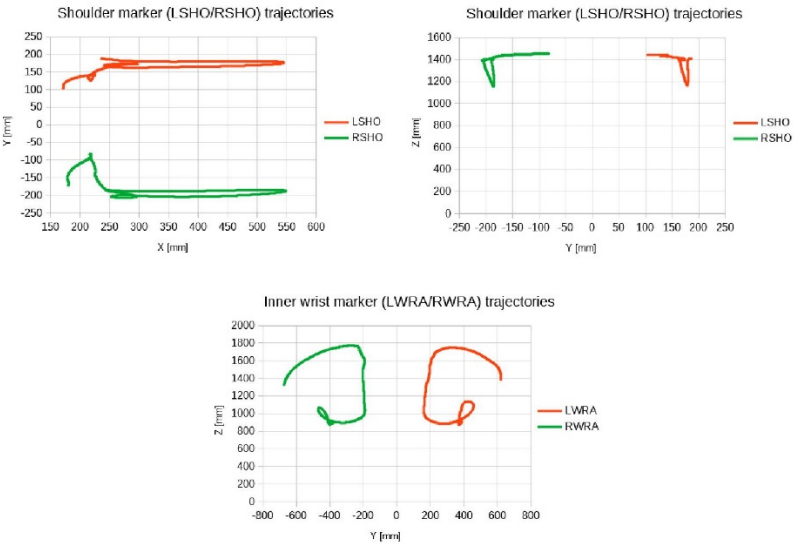 Shoulder marker (LSHO/RSHO) trajectories
250
200
150
100
50
0
-50
-100
-150
-200
-250
Y [mm]
150 200 250 300 350 400 450 500 550 600
X [mm]
LSHO
RSHO
Shoulder marker (LSHO/RSHO) trajectories
1600
1400
1200
1000
800
600
400
200
0
Z [mm]
-250 -200 -150 -100 -50 0 50 100 150 200 250
Y [mm]
LSHO
RSHO
Inner wrist marker (LWRA/RWRA) trajectories
2000
1800
1600
1400
1200
1000
800
600
400
200
0
Z [mm]
-800 -600 -400 -200 0 200 400 600 800
Y [mm]
LWRA
RWRA